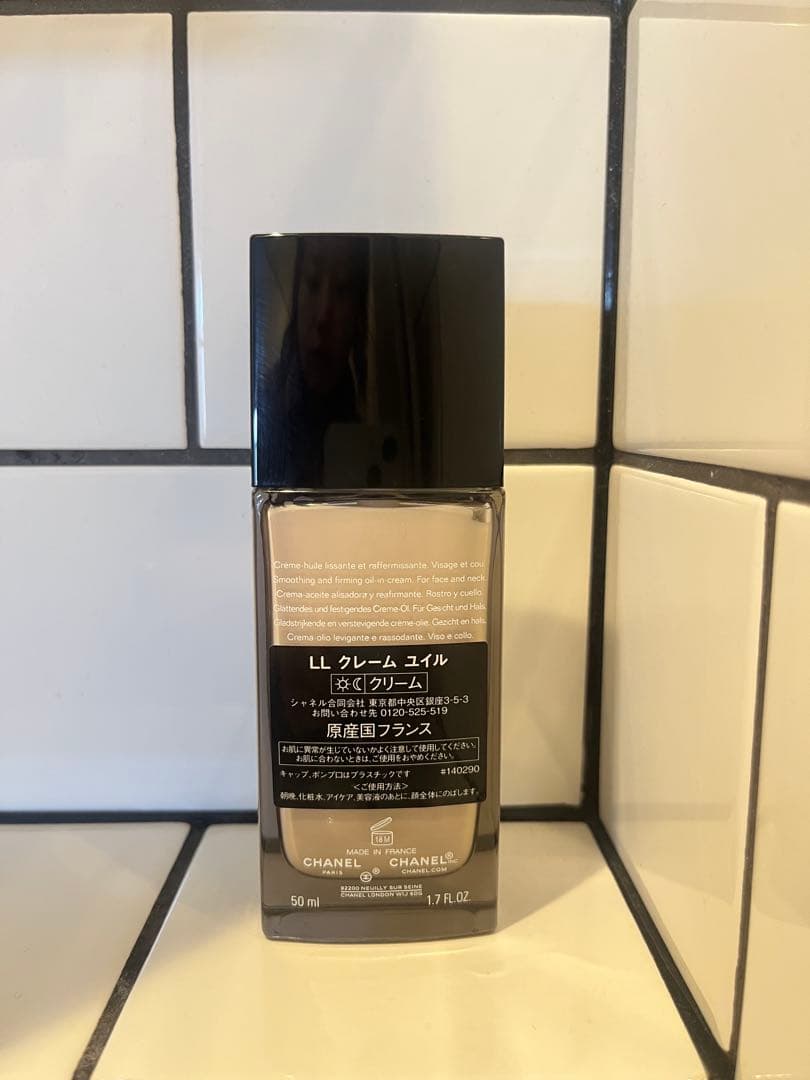 Crème-huile lissante et raffermissante. Visage et cou.
Smoothing and firming oil-in-cream. For face and neck.
Crema-aceite alisadora y reafirmante. Rostro y cuello.
Glättendes und festigendes Creme-Öl. Für Gesicht und Hals.
Gladstrijkende en verstevigende crème-olie. Gezicht en hals.
Crema-olio levigante e rassodante. Viso e collo.
LL クレーム ユイル
クリーム
シャネル合同会社 東京都中央区銀座3-5-3
お問い合わせ先 0120-525-519
原産国フランス
お肌に異常が生じていないかよく注意して使用してください。
お肌に合わないときは、ご使用をおやめください。
キャップ、ポンプ口はプラスチックです #140290
<ご使用方法>
朝晩、化粧水、アイケア、美容液のあとに、顔全体にのばします。
18M
MADE IN FRANCE
CHANEL CHANEL® INC
PARIS ® CHANEL.COM
92200 NEUILLY SUR SEINE
CHANEL LONDON W1J 6DG
50 ml 1.7 FL.OZ.